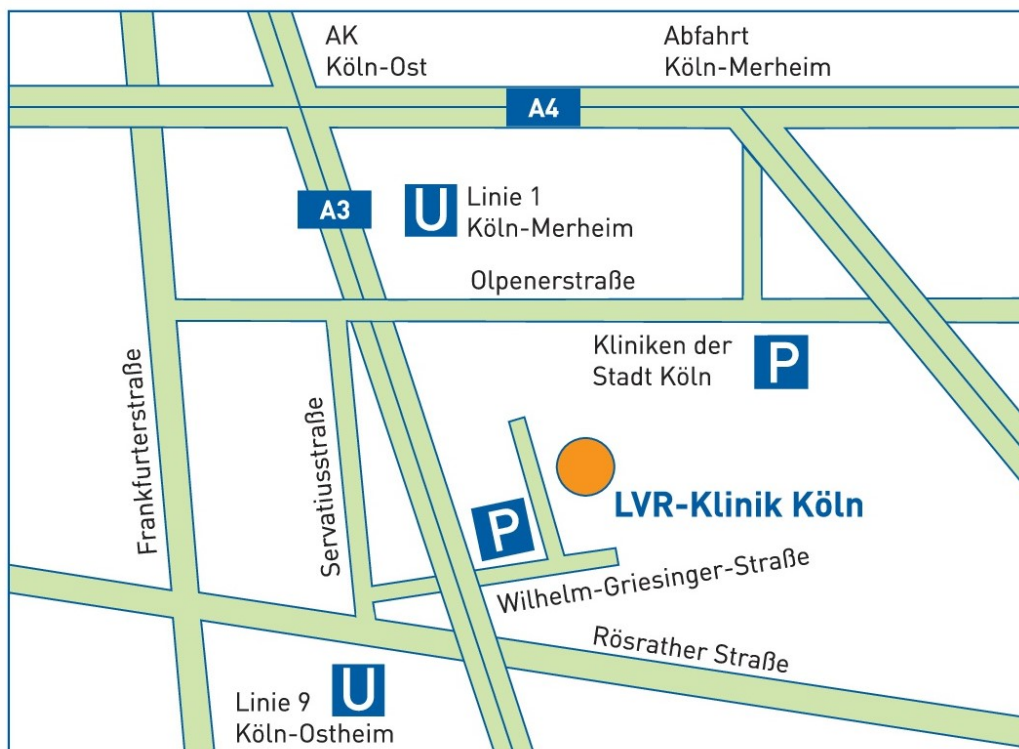 AK
Köln-Ost
Abfahrt
Köln-Merheim
A4
A3
U
Linie 1
Köln-Merheim
Olpenerstraße
Kliniken der
Stadt Köln
P
Frankfurterstraße
Servatiusstraße
LVR-Klinik Köln
P
Wilhelm-Griesinger-Straße
Rösrather Straße
Linie 9
Köln-Ostheim
U